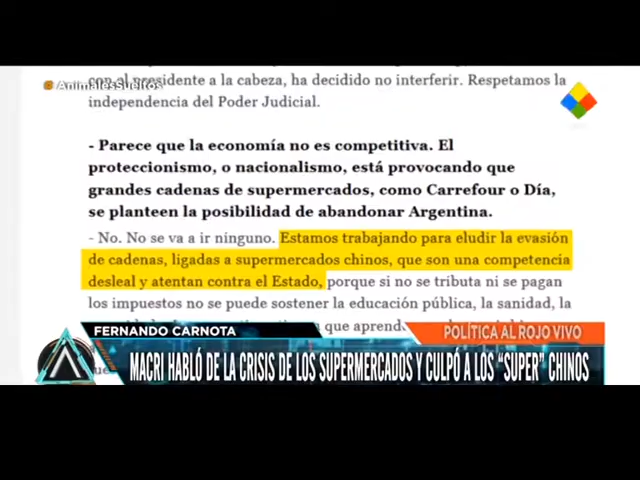 #AnimalesSueltos
con el presidente a la cabeza, ha decidido no interferir. Respetamos la
independencia del Poder Judicial.
- Parece que la economía no es competitiva. El
proteccionismo, o nacionalismo, está provocando que
grandes cadenas de supermercados, como Carrefour o Día,
se planteen la posibilidad de abandonar Argentina.
- No. No se va a ir ninguno. Estamos trabajando para eludir la evasión
de cadenas, ligadas a supermercados chinos, que son una competencia
desleal y atentan contra el Estado, porque si no se tributa ni se pagan
los impuestos no se puede sostener la educación pública, la sanidad, la
que aprende
FERNANDO CARNOTA
POLÍTICA AL ROJO VIVO
MACRI HABLÓ DE LA CRISIS DE LOS SUPERMERCADOS Y CULPÓ A LOS “SUPER” CHINOS